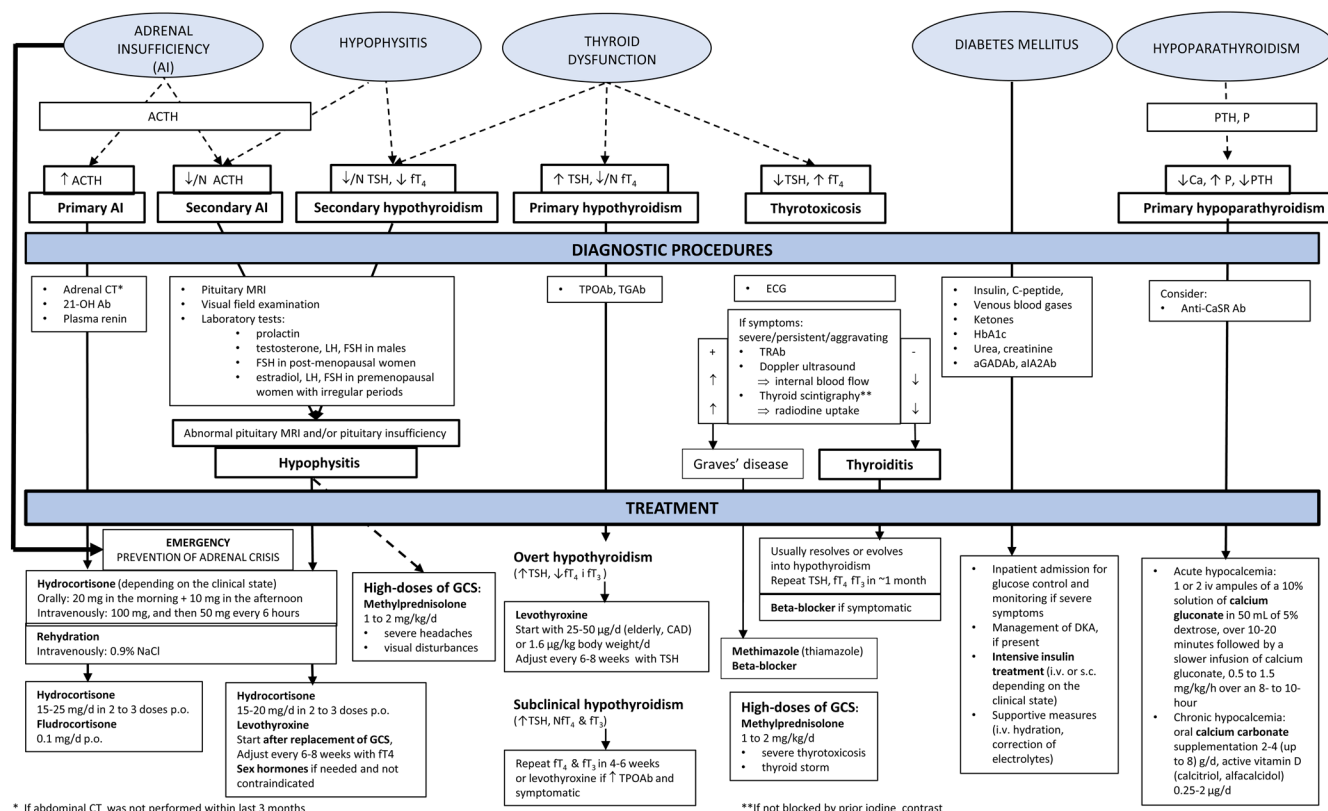 ADRENAL
INSUFFICIENCY
(AI)
HYPOPHYSITIS
THYROID
DYSFUNCTION
DIABETES MELLITUS
HYPOPARATHYROIDISM
ACTH
PTH, P
↑ ACTH
Primary AI
↓/N ACTH
Secondary AI
↓/N TSH, ↓ fT₄
Secondary hypothyroidism
↑ TSH, ↓/N fT₄
Primary hypothyroidism
↓TSH, ↑ fT₄
Thyrotoxicosis
↓Ca, ↑ P, ↓PTH
Primary hypoparathyroidism
DIAGNOSTIC PROCEDURES
• Adrenal CT*
• 21-OH Ab
• Plasma renin
• Pituitary MRI
• Visual field examination
• Laboratory tests:
• prolactin
• testosterone, LH, FSH in males
• FSH in post-menopausal women
• estradiol, LH, FSH in premenopausal
women with irregular periods
Abnormal pituitary MRI and/or pituitary insufficiency
Hypophysitis
• TPOAb, TGAb
• ECG
If symptoms:
severe/persistent/aggravating
• TRAb
• Doppler ultrasound
⇒ internal blood flow
• Thyroid scintigraphy**
⇒ radiodine uptake
+
↑
↑
-
↓
↓
Graves’ disease
Thyroiditis
• Insulin, C-peptide,
• Venous blood gases
• Ketones
• HbA1c
• Urea, creatinine
• aGADAb, aIA2Ab
Consider:
• Anti-CaSR Ab
TREATMENT
EMERGENCY
PREVENTION OF ADRENAL CRISIS
Hydrocortisone (depending on the clinical state)
Orally: 20 mg in the morning + 10 mg in the afternoon
Intravenously: 100 mg, and then 50 mg every 6 hours
Rehydration
Intravenously: 0.9% NaCl
Hydrocortisone
15-25 mg/d in 2 to 3 doses p.o.
Fludrocortisone
0.1 mg/d p.o.
Hydrocortisone
15-20 mg/d in 2 to 3 doses p.o.
Levothyroxine
Start after replacement of GCS,
Adjust every 6-8 weeks with fT4
Sex hormones if needed and not
contraindicated
High-doses of GCS:
Methylprednisolone
1 to 2 mg/kg/d
• severe headaches
• visual disturbances
Overt hypothyroidism
(↑TSH, ↓fT₄ i fT₃)
Levothyroxine
Start with 25-50 µg/d (elderly, CAD)
or 1.6 µg/kg body weight/d
Adjust every 6-8 weeks with TSH
Subclinical hypothyroidism
(↑TSH, NfT₄ & fT₃)
Repeat fT₄ & fT₃ in 4-6 weeks
or levothyroxine if ↑ TPOAb and
symptomatic
Usually resolves or evolves
into hypothyroidism
Repeat TSH, fT₄ fT₃ in ~1 month
Beta-blocker if symptomatic
Methimazole (thiamazole)
Beta-blocker
High-doses of GCS:
Methylprednisolone
1 to 2 mg/kg/d
• severe thyrotoxicosis
• thyroid storm
• Inpatient admission for
glucose control and
monitoring if severe
symptoms
• Management of DKA,
if present
• Intensive insulin
treatment (i.v. or s.c.
depending on the
clinical state)
• Supportive measures
(i.v. hydration,
correction of
electrolytes)
• Acute hypocalcemia:
1 or 2 iv ampules of a 10%
solution of calcium
gluconate in 50 mL of 5%
dextrose, over 10-20
minutes followed by a
slower infusion of calcium
gluconate, 0.5 to 1.5
mg/kg/h over an 8- to 10-
hour
• Chronic hypocalcemia:
oral calcium carbonate
supplementation 2-4 (up
to 8) g/d, active vitamin D
(calcitriol, alfacalcidol)
0.25-2 µg/d
* If abdominal CT was not performed within last 3 months
**If not blocked by prior iodine contrast